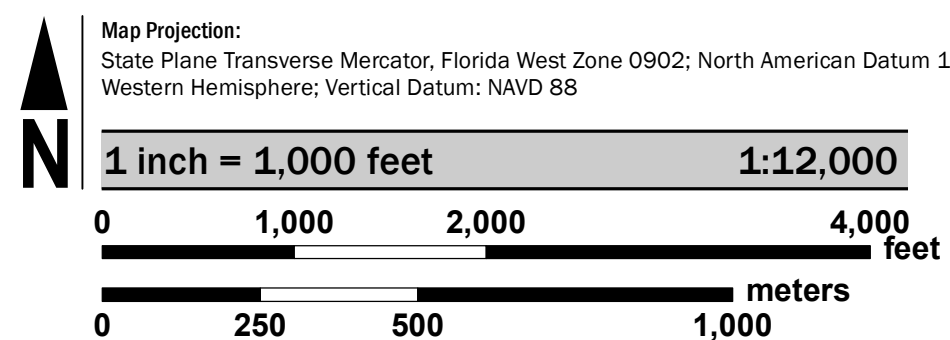 N
Map Projection:
State Plane Transverse Mercator, Florida West Zone 0902; North American Datum 1
Western Hemisphere; Vertical Datum: NAVD 88
1 inch = 1,000 feet 1:12,000
0 1,000 2,000 4,000
feet
meters
0 250 500 1,000